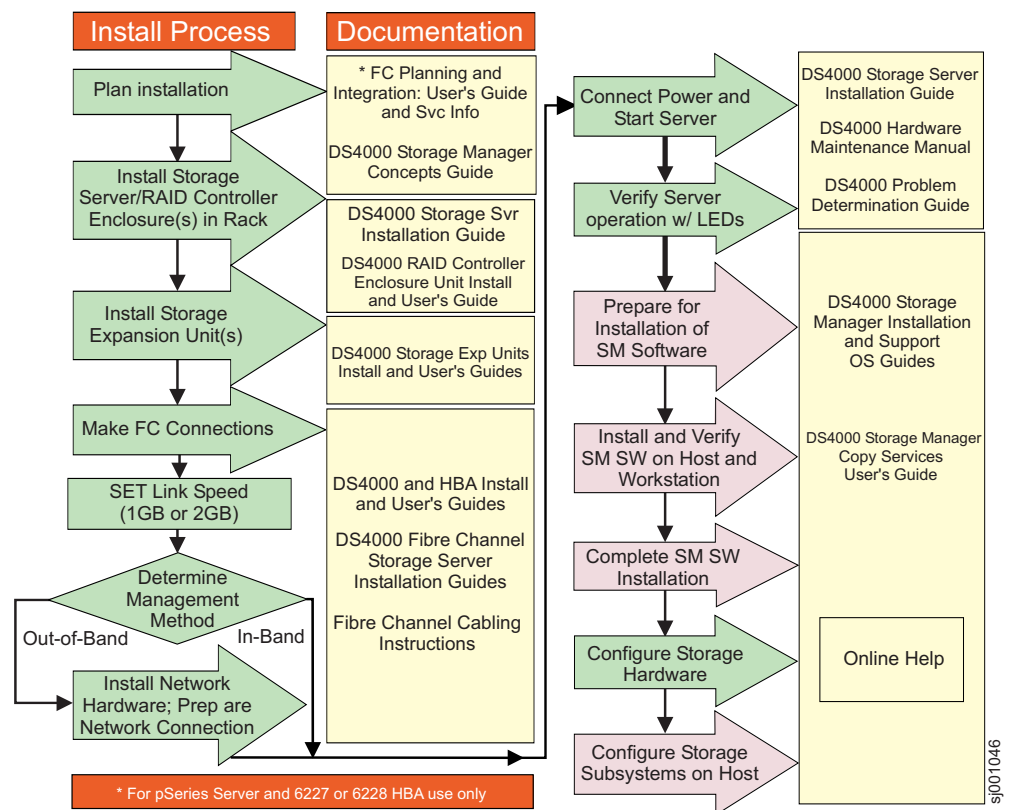 Install Process
Documentation
Plan installation
* FC Planning and
Integration: User's Guide
and Svc Info
DS4000 Storage Manager
Concepts Guide
Install Storage
Server/RAID Controller
Enclosure(s) in Rack
DS4000 Storage Svr
Installation Guide
DS4000 RAID Controller
Enclosure Unit Install
and User's Guide
Install Storage
Expansion Unit(s)
DS4000 Storage Exp Units
Install and User's Guides
Make FC Connections
SET Link Speed
(1GB or 2GB)
Determine
Management
Method
Out-of-Band
In-Band
Install Network
Hardware; Prep are
Network Connection
DS4000 and HBA Install
and User's Guides
DS4000 Fibre Channel
Storage Server
Installation Guides
Fibre Channel Cabling
Instructions
* For pSeries Server and 6227 or 6228 HBA use only
Connect Power and
Start Server
DS4000 Storage Server
Installation Guide
DS4000 Hardware
Maintenance Manual
DS4000 Problem
Determination Guide
Verify Server
operation w/ LEDs
Prepare for
Installation of
SM Software
DS4000 Storage
Manager Installation
and Support
OS Guides
Install and Verify
SM SW on Host and
Workstation
DS4000 Storage Manager
Copy Services
User's Guide
Complete SM SW
Installation
Configure Storage
Hardware
Online Help
Configure Storage
Subsystems on Host
sj001046